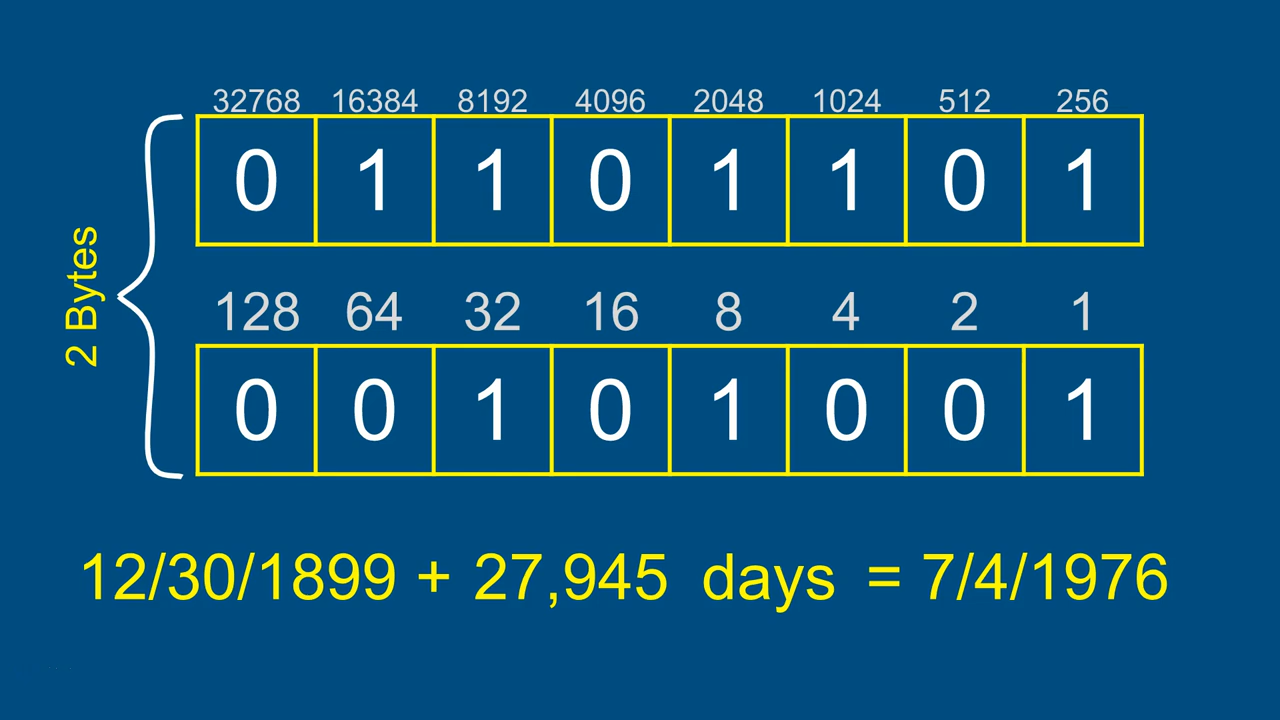 32768 16384 8192 4096 2048 1024 512 256
0 1 1 0 1 1 0 1
2 Bytes
128 64 32 16 8 4 2 1
0 0 1 0 1 0 0 1
12/30/1899 + 27,945 days = 7/4/1976